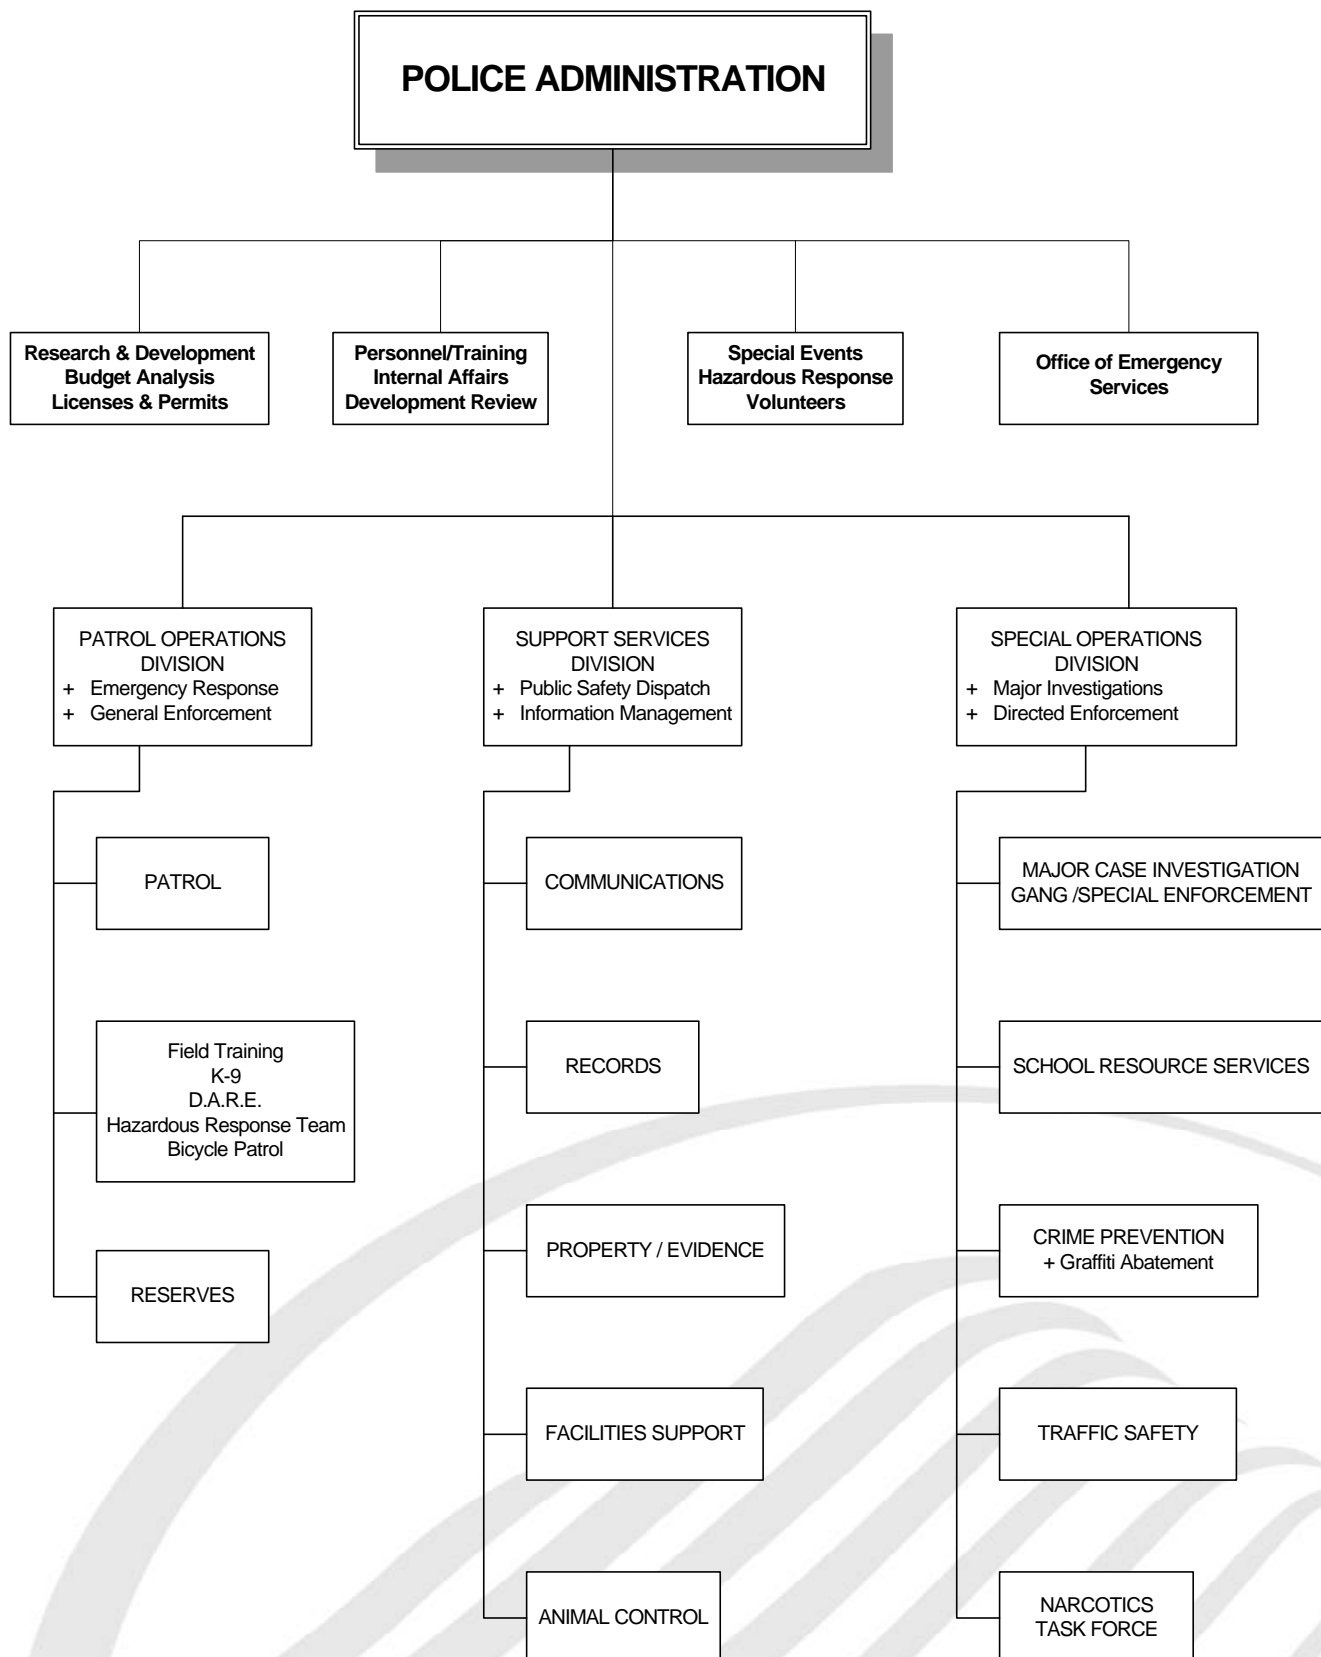 POLICE ADMINISTRATION
Research & Development
Budget Analysis
Licenses & Permits
Personnel/Training
Internal Affairs
Development Review
Special Events
Hazardous Response
Volunteers
Office of Emergency
Services
PATROL OPERATIONS
DIVISION
+ Emergency Response
+ General Enforcement
SUPPORT SERVICES
DIVISION
+ Public Safety Dispatch
+ Information Management
SPECIAL OPERATIONS
DIVISION
+ Major Investigations
+ Directed Enforcement
PATROL
Field Training
K-9
D.A.R.E.
Hazardous Response Team
Bicycle Patrol
RESERVES
COMMUNICATIONS
RECORDS
PROPERTY / EVIDENCE
FACILITIES SUPPORT
ANIMAL CONTROL
MAJOR CASE INVESTIGATION
GANG /SPECIAL ENFORCEMENT
SCHOOL RESOURCE SERVICES
CRIME PREVENTION
+ Graffiti Abatement
TRAFFIC SAFETY
NARCOTICS
TASK FORCE